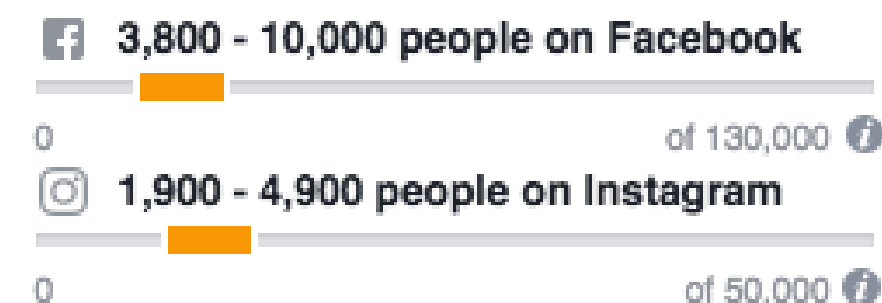 3,800 - 10,000 people on Facebook
0 of 130,000
1,900 - 4,900 people on Instagram
0 of 50,000